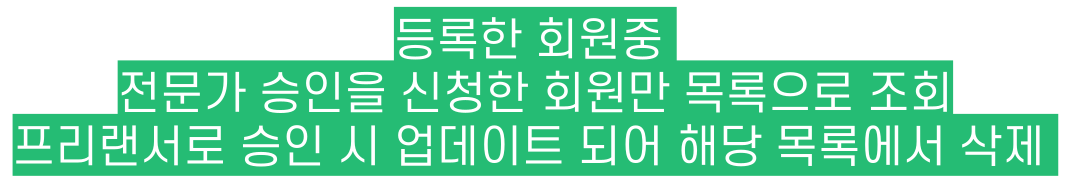 등록한 회원중
전문가 승인을 신청한 회원만 목록으로 조회
프리랜서로 승인 시 업데이트 되어 해당 목록에서 삭제